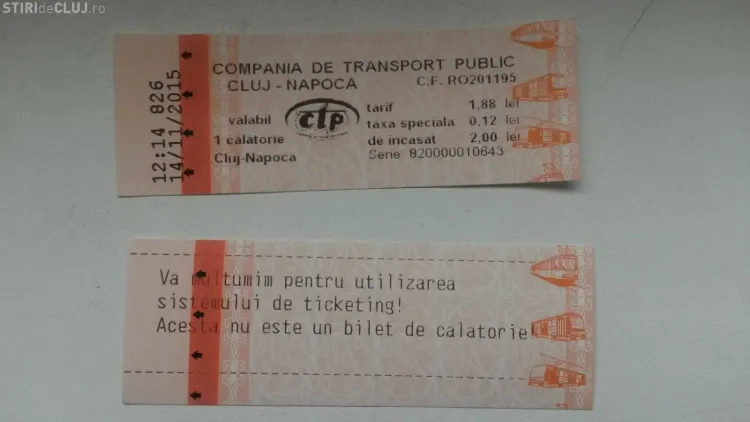 STIRIdeCLUJ.ro
12:14 826
14/11/2015
COMPANIA DE TRANSPORT PUBLIC
CLUJ - NAPOCA C.F. RO201195
valabil
1 calatorie
Cluj-Napoca
ctp
tarif 1,88 lei
taxa speciala 0,12 lei
de incasat 2,00 lei
Serie: 820000010643
Va multumim pentru utilizarea
sistemului de ticketing!
Acesta nu este un bilet de calatorie!